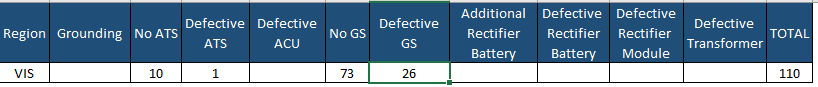 Region Grounding No ATS Defective ATS Defective ACU No GS Defective GS Additional Rectifier Battery Defective Rectifier Battery Defective Rectifier Module Defective Transformer TOTAL
VIS 10 1 73 26 110